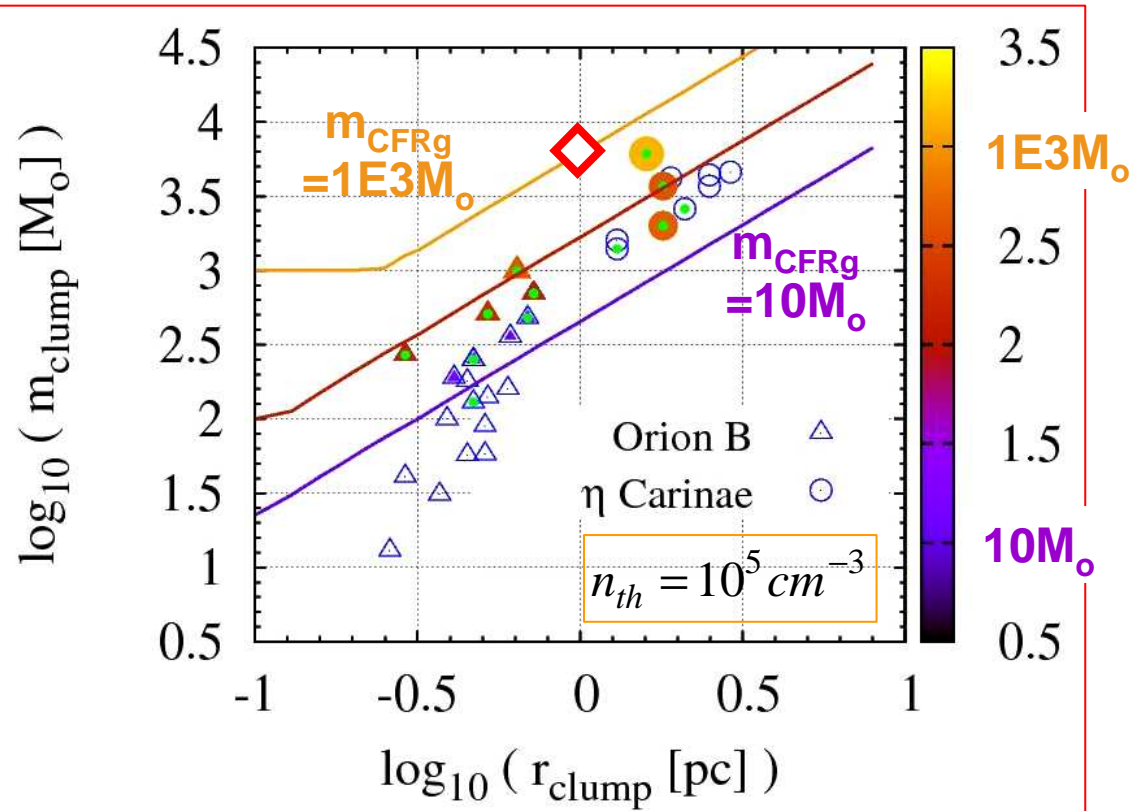 4.5
4
3.5
3
2.5
2
1.5
1
0.5
-1
-0.5
0
0.5
1
log10 ( rclump [pc] )
log10 ( mclump [Mo] )
mCFRg
=1E3Mo
mCFRg
=10Mo
Orion B
η Carinae
nth = 10^5 cm^-3
3.5
3
2.5
2
1.5
1
0.5
1E3Mo
10Mo